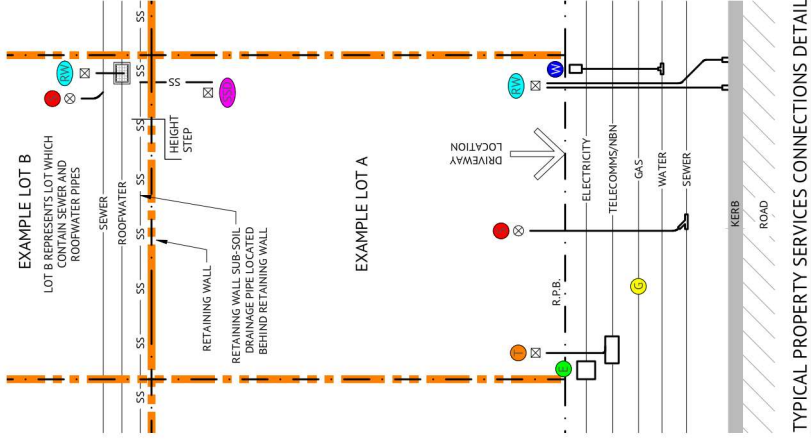 EXAMPLE LOT B
LOT B REPRESENTS LOT WHICH
CONTAIN SEWER AND
ROOFWATER PIPES
RW
SEWER
ROOFWATER
SS
SS
SS
SS
SS
SS
SS
SS
SS
HEIGHT
STEP
RETAINING WALL
RETAINING WALL SUB-SOIL
DRAINAGE PIPE LOCATED
BEHIND RETAINING WALL
EXAMPLE LOT A
DRIVEWAY
LOCATION
T
RW
R.P.B.
E
W
ELECTRICITY
TELECOMMS/NBN
G
GAS
WATER
SEWER
KERB
ROAD
TYPICAL PROPERTY SERVICES CONNECTIONS DETAIL